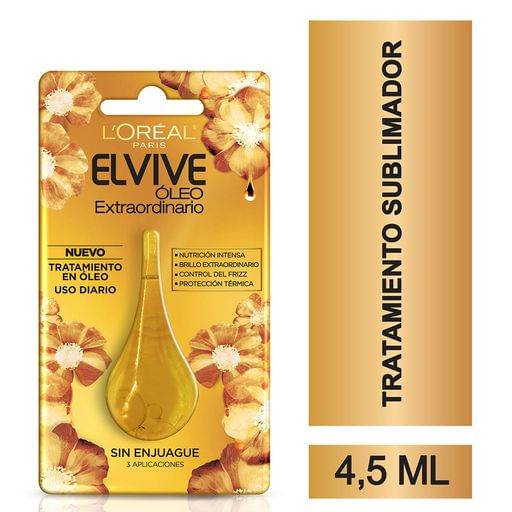 L'ORÉAL
PARIS
ELVIVE
ÓLEO
Extraordinario
NUEVO
TRATAMIENTO
EN ÓLEO
USO DIARIO
• NUTRICIÓN INTENSA
• BRILLO EXTRAORDINARIO
• CONTROL DEL FRIZZ
• PROTECCIÓN TÉRMICA
SIN ENJUAGUE
3 APLICACIONES
TRATAMIENTO SUBLIMADOR
4,5 ML